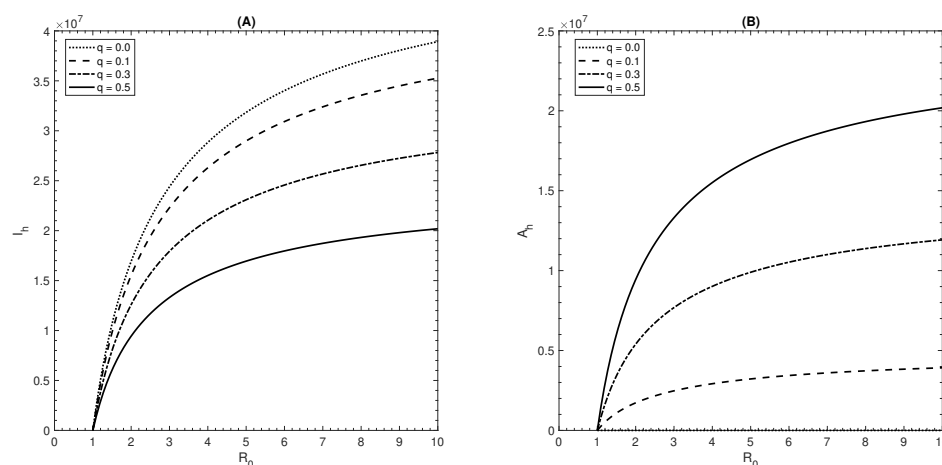 (A)
×10⁷
q = 0.0
q = 0.1
q = 0.3
q = 0.5
4
3.5
3
2.5
2
1.5
1
0.5
0
I_h
0 1 2 3 4 5 6 7 8 9 10
R_0
(B)
×10⁷
q = 0.0
q = 0.1
q = 0.3
q = 0.5
2.5
2
1.5
1
0.5
0
A_h
0 1 2 3 4 5 6 7 8 9 10
R_0